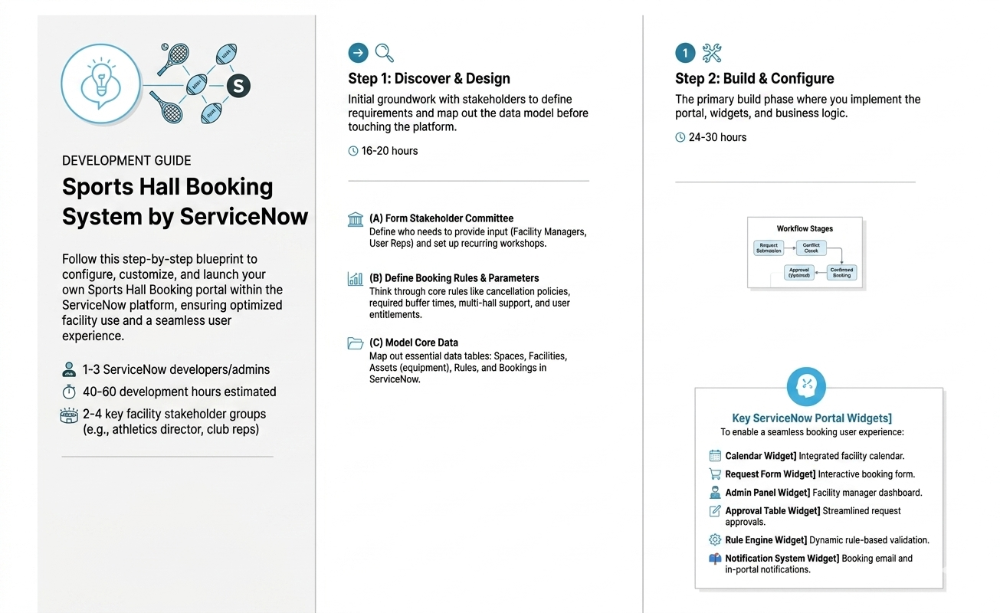 S
DEVELOPMENT GUIDE
Sports Hall Booking
System by ServiceNow
Follow this step-by-step blueprint to
configure, customize, and launch your
own Sports Hall Booking portal within the
ServiceNow platform, ensuring optimized
facility use and a seamless user
experience.
1-3 ServiceNow developers/admins
40-60 development hours estimated
2-4 key facility stakeholder groups
(e.g., athletics director, club reps)
Step 1: Discover & Design
Initial groundwork with stakeholders to define
requirements and map out the data model before
touching the platform.
16-20 hours
(A) Form Stakeholder Committee
Define who needs to provide input (Facility Managers,
User Reps) and set up recurring workshops.
(B) Define Booking Rules & Parameters
Think through core rules like cancellation policies,
required buffer times, multi-hall support, and user
entitlements.
(C) Model Core Data
Map out essential data tables: Spaces, Facilities,
Assets (equipment), Rules, and Bookings in
ServiceNow.
1
Step 2: Build & Configure
The primary build phase where you implement the
portal, widgets, and business logic.
24-30 hours
Workflow Stages
Request
Approval
Key ServiceNow Portal Widgets]
To enable a seamless booking user experience:
Calendar Widget] Integrated facility calendar.
Request Form Widget] Interactive booking form.
Admin Panel Widget] Facility manager dashboard.
Approval Table Widget] Streamlined request
approvals.
Rule Engine Widget] Dynamic rule-based validation.
Notification System Widget] Booking email and
in-portal notifications.